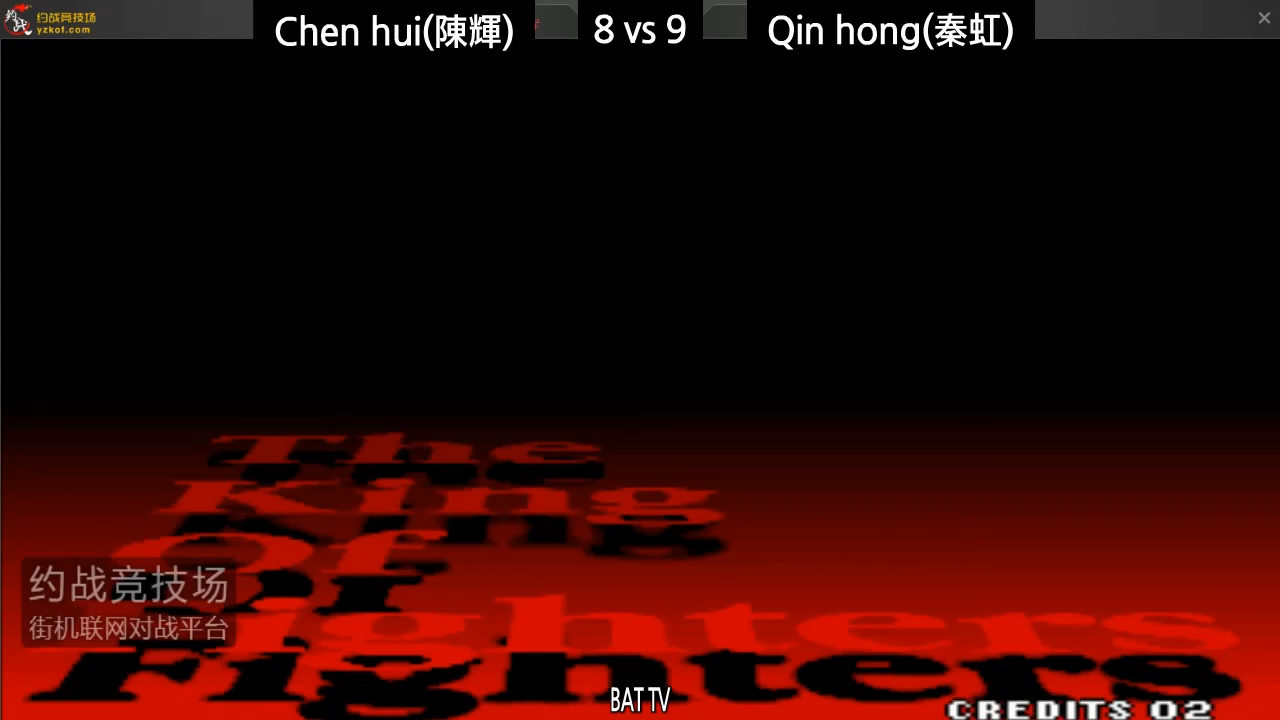 约战竞技场
yzkof.com
Chen hui(陳輝)
8 vs 9
Qin hong(秦虹)
The
King
Of
Fighters
约战竞技场
街机联网对战平台
BAT TV
CREDITS 02